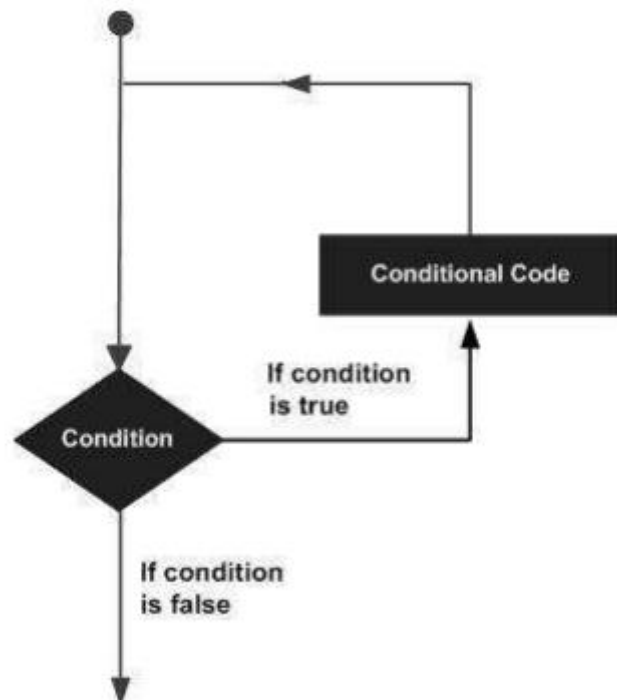 Conditional Code
If condition
is true
Condition
If condition
is false